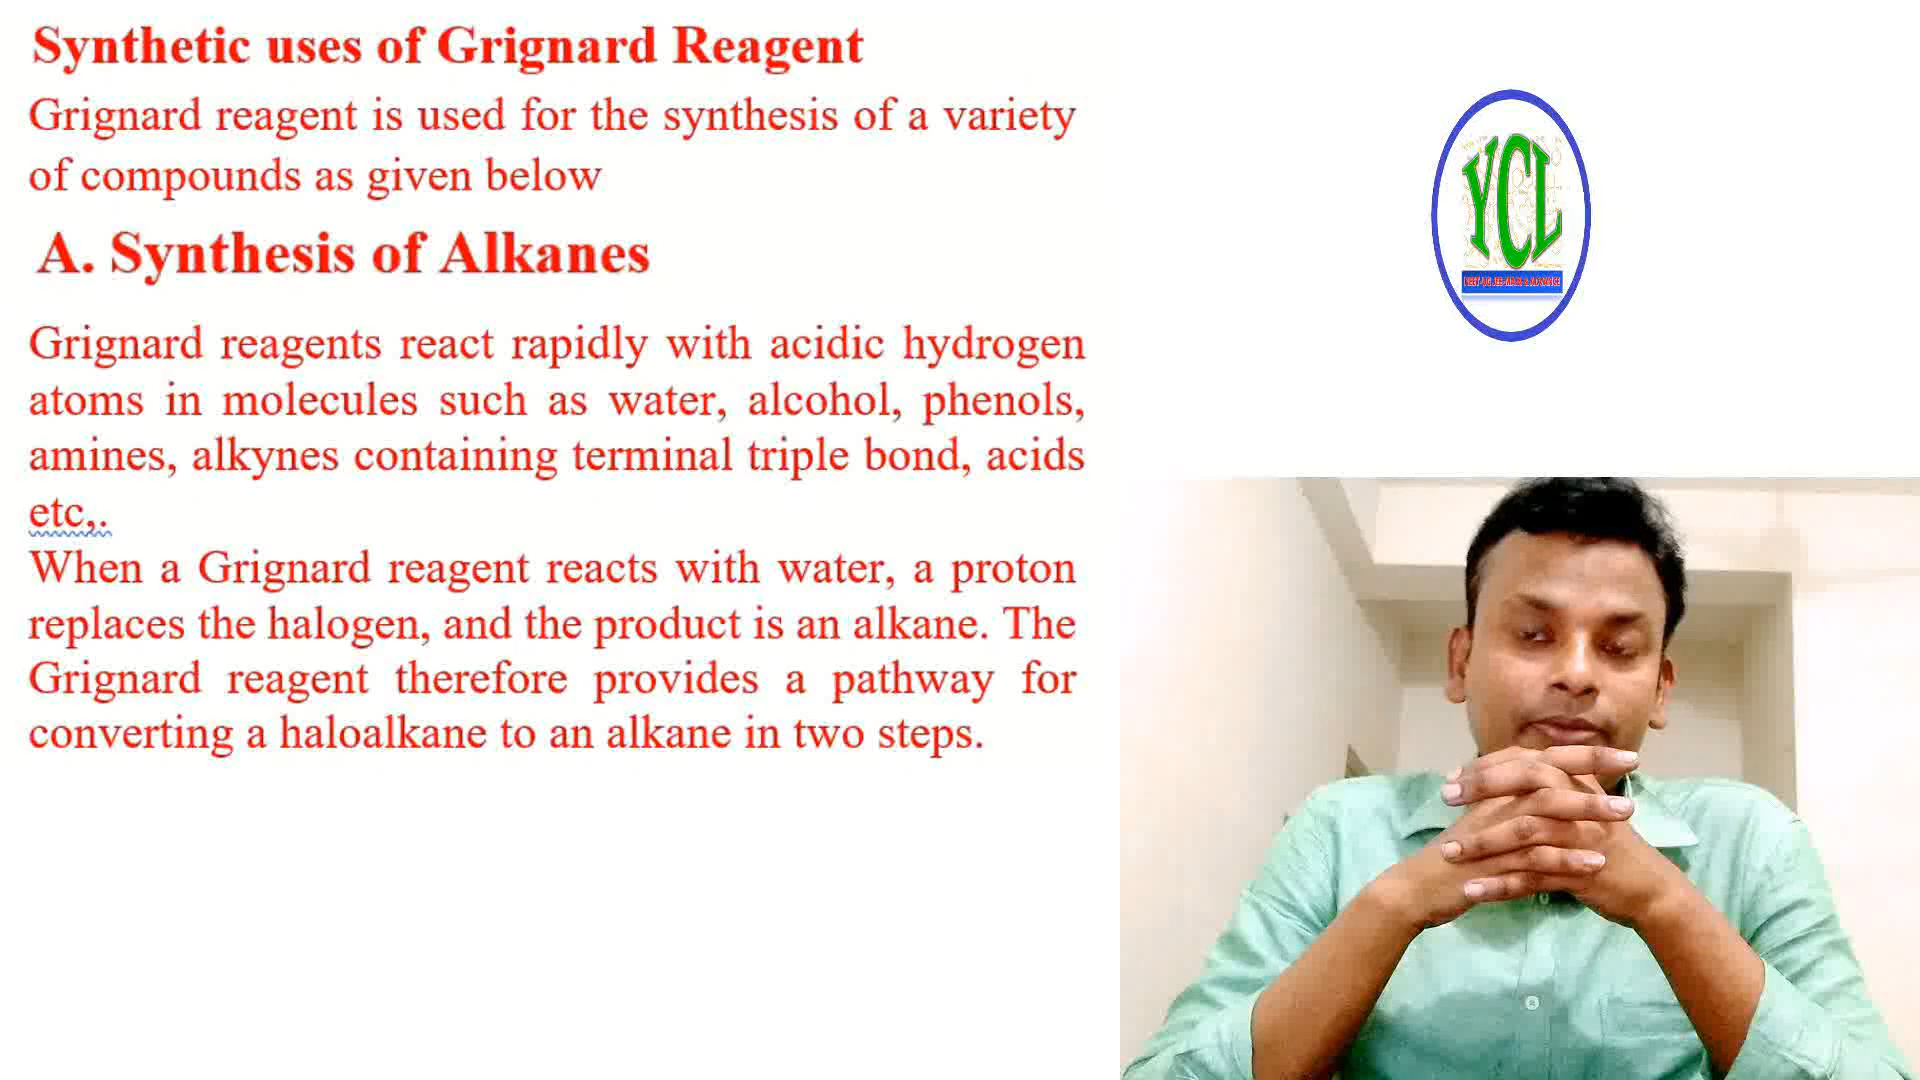 Synthetic uses of Grignard Reagent
Grignard reagent is used for the synthesis of a variety
of compounds as given below
A. Synthesis of Alkanes
Grignard reagents react rapidly with acidic hydrogen
atoms in molecules such as water, alcohol, phenols,
amines, alkynes containing terminal triple bond, acids
etc,.
When a Grignard reagent reacts with water, a proton
replaces the halogen, and the product is an alkane. The
Grignard reagent therefore provides a pathway for
converting a haloalkane to an alkane in two steps.
YCL